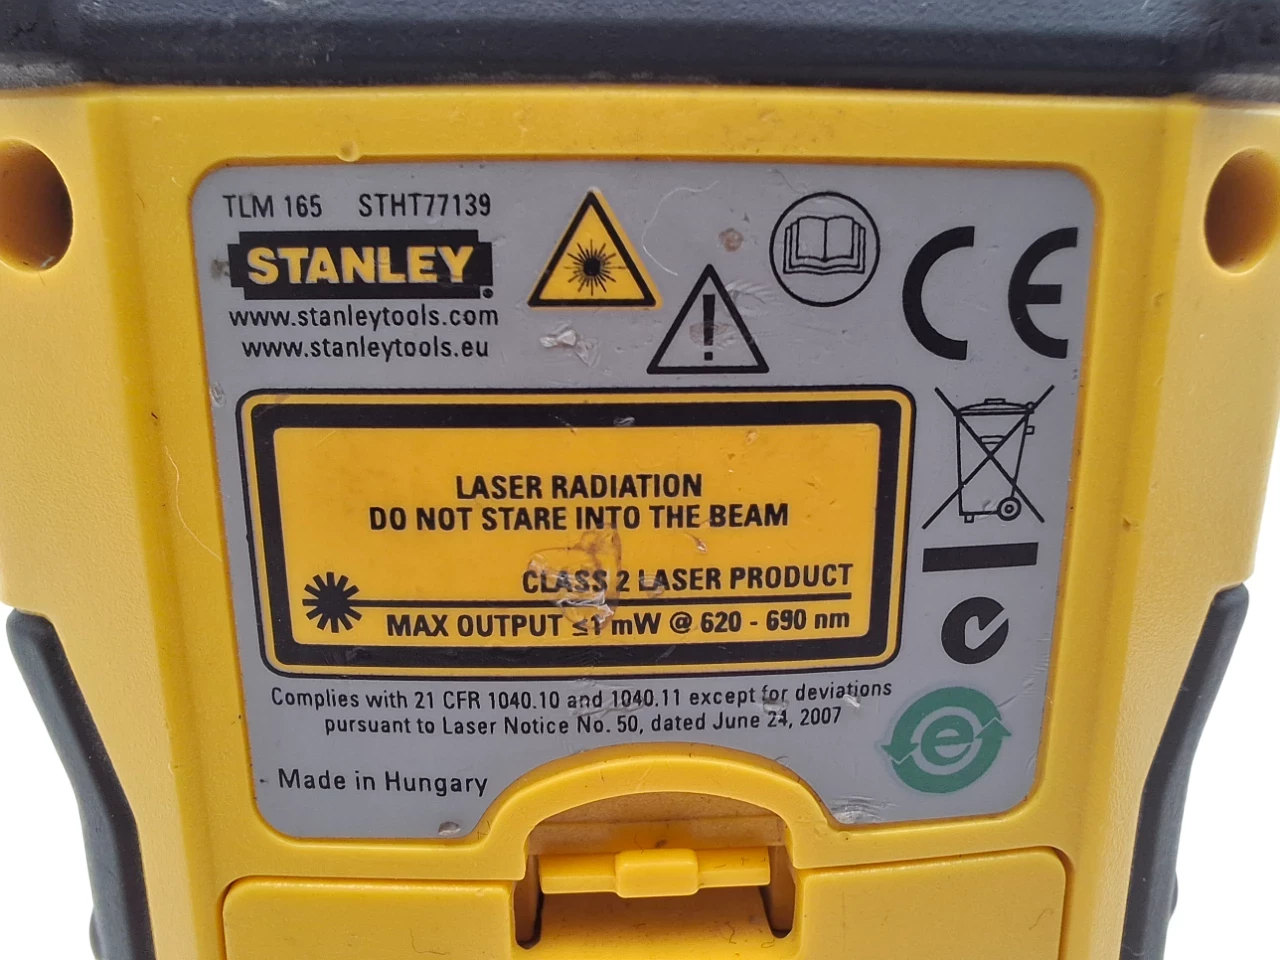 TLM 165 STHT77139
STANLEY
www.stanleytools.com
www.stanleytools.eu
CE
LASER RADIATION
DO NOT STARE INTO THE BEAM
CLASS 2 LASER PRODUCT
MAX OUTPUT ≤1 mW @ 620 - 690 nm
Complies with 21 CFR 1040.10 and 1040.11 except for deviations
pursuant to Laser Notice No. 50, dated June 24, 2007
Made in Hungary
e